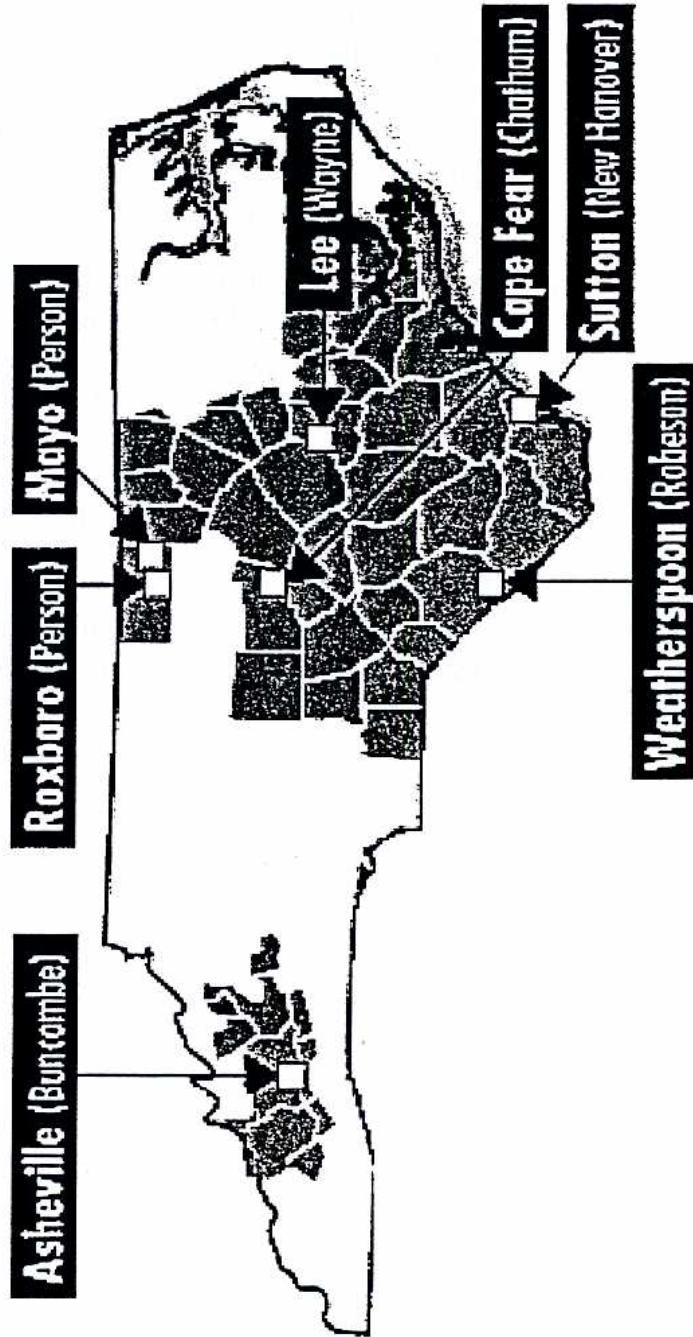 Asheville (Buncombe)
Roxboro (Person)
Mayo (Person)
Lee (Wayne)
Cape Fear (Chatham)
Sutton (New Hanover)
Weatherspoon (Robeson)